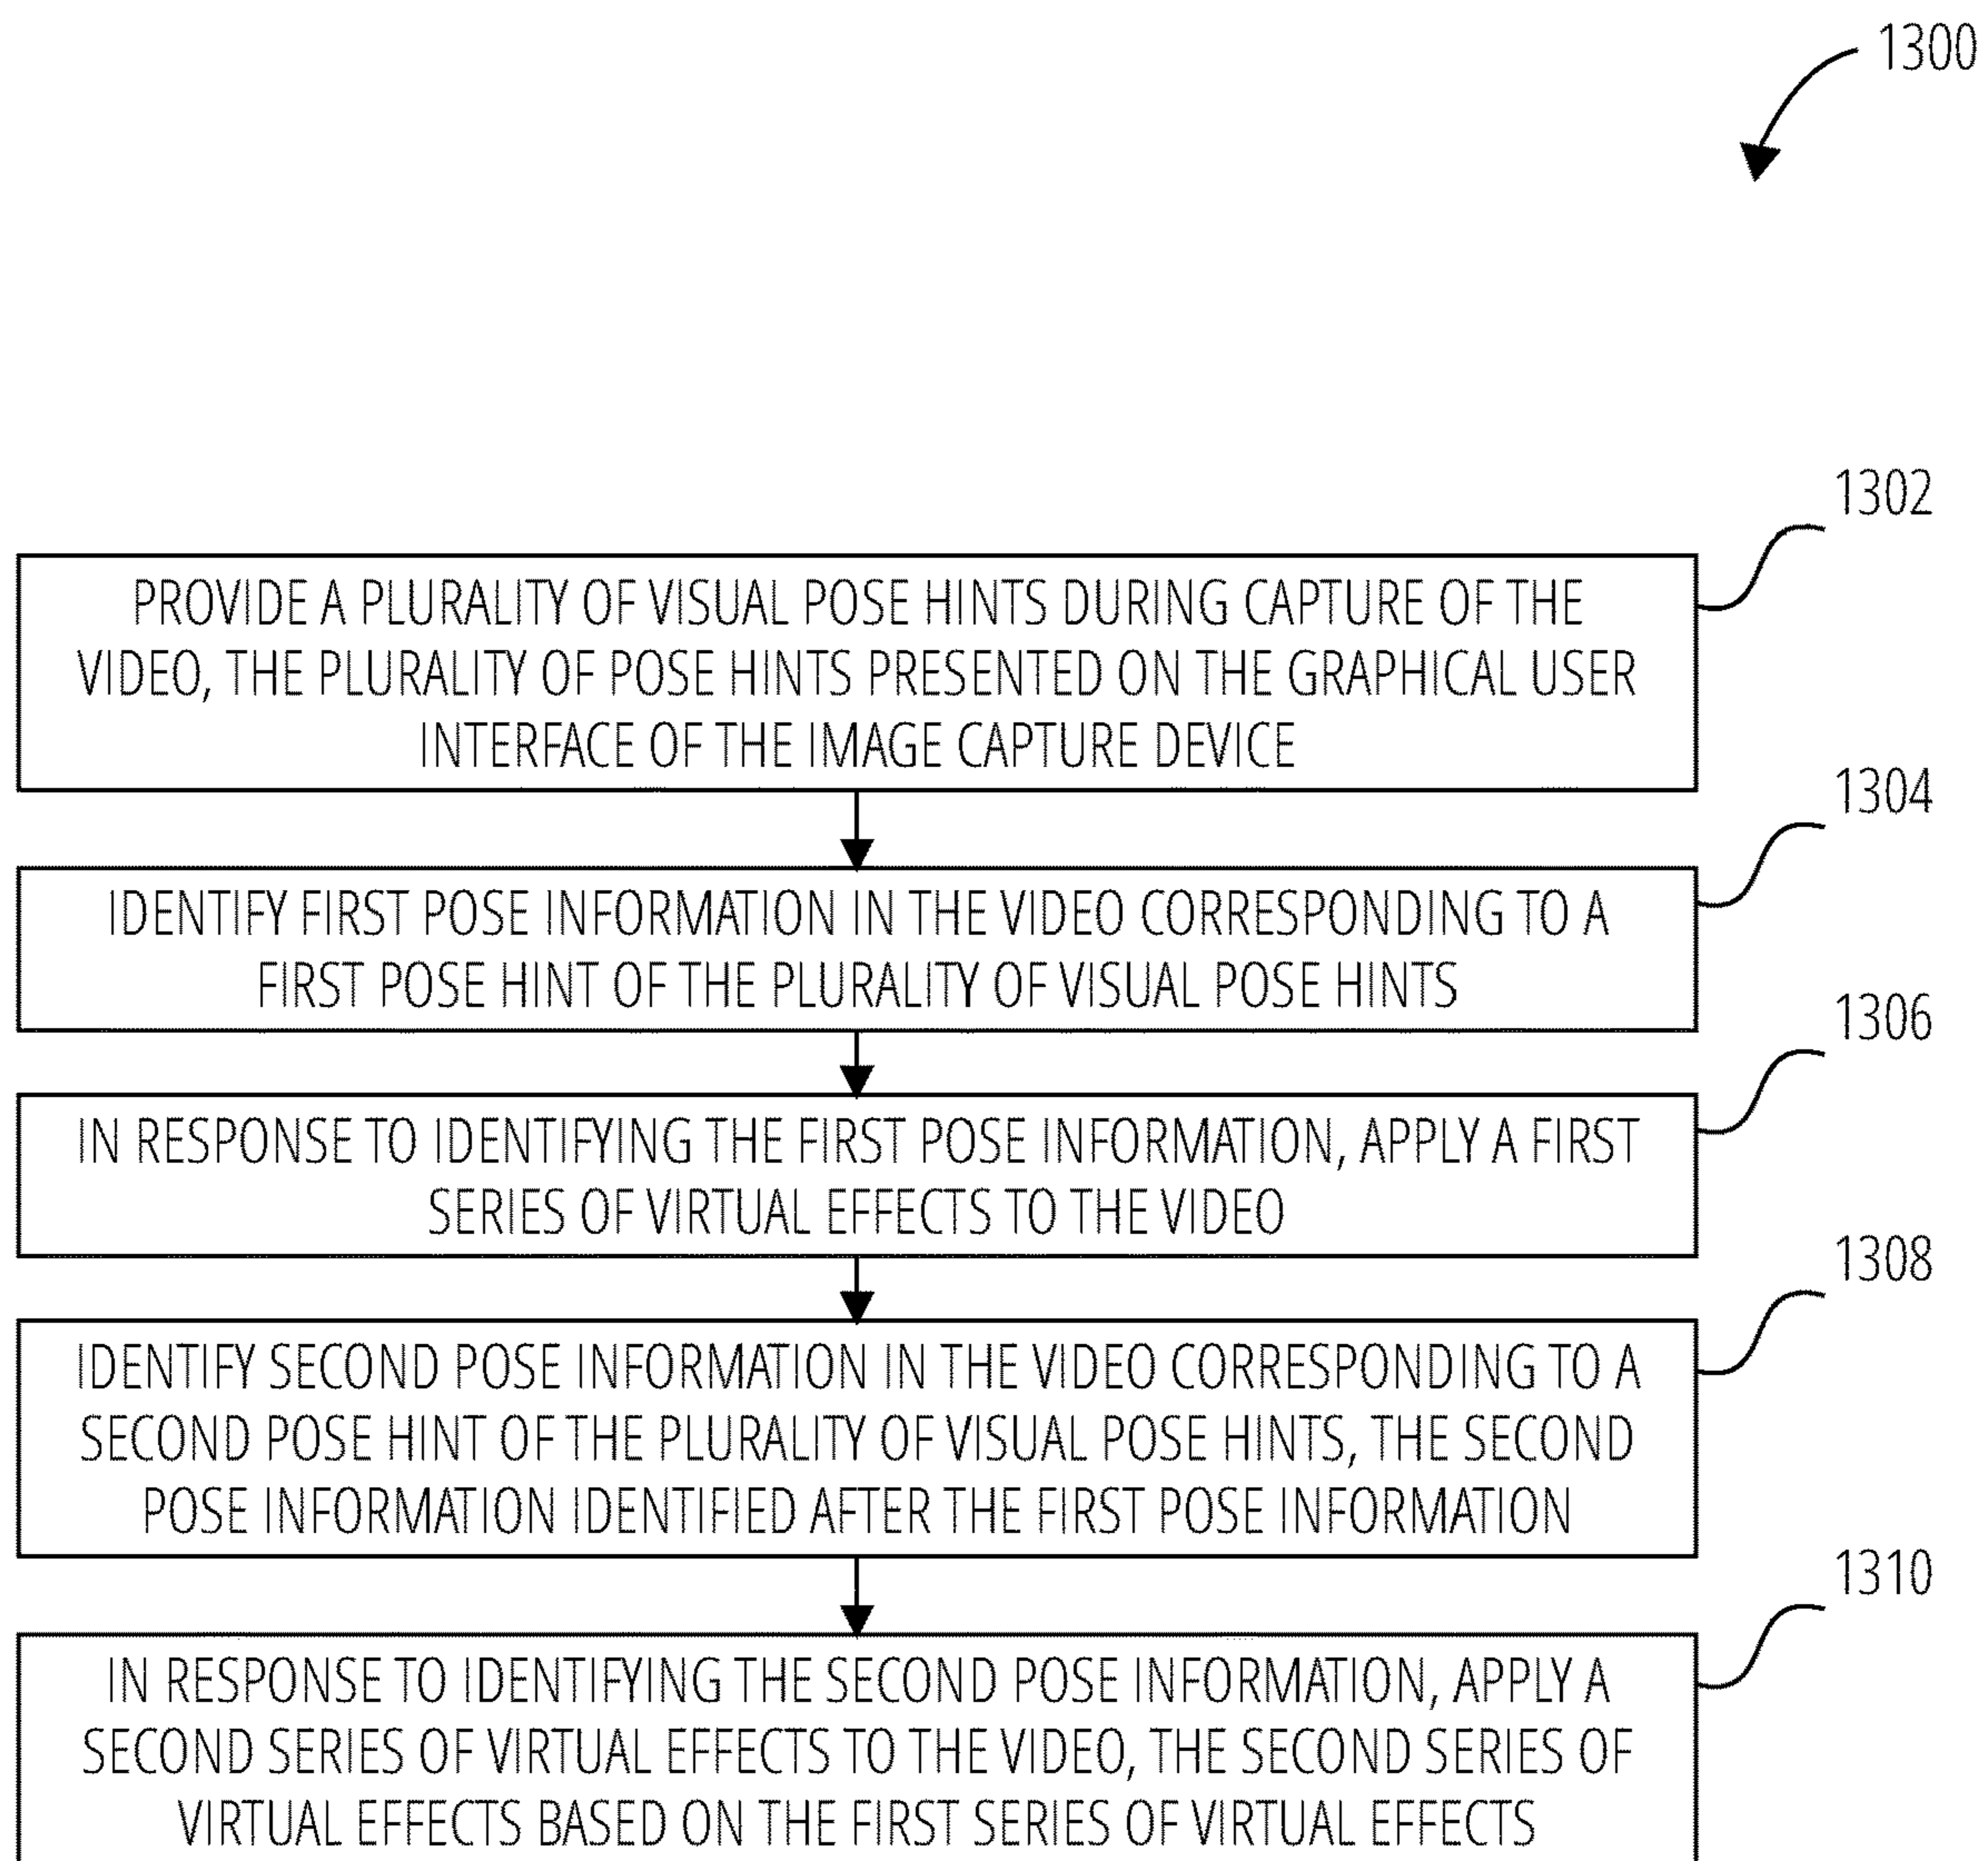 1300
1302
PROVIDE A PLURALITY OF VISUAL POSE HINTS DURING CAPTURE OF THE
VIDEO, THE PLURALITY OF POSE HINTS PRESENTED ON THE GRAPHICAL USER
INTERFACE OF THE IMAGE CAPTURE DEVICE
1304
IDENTIFY FIRST POSE INFORMATION IN THE VIDEO CORRESPONDING TO A
FIRST POSE HINT OF THE PLURALITY OF VISUAL POSE HINTS
1306
IN RESPONSE TO IDENTIFYING THE FIRST POSE INFORMATION, APPLY A FIRST
SERIES OF VIRTUAL EFFECTS TO THE VIDEO
1308
IDENTIFY SECOND POSE INFORMATION IN THE VIDEO CORRESPONDING TO A
SECOND POSE HINT OF THE PLURALITY OF VISUAL POSE HINTS, THE SECOND
POSE INFORMATION IDENTIFIED AFTER THE FIRST POSE INFORMATION
1310
IN RESPONSE TO IDENTIFYING THE SECOND POSE INFORMATION, APPLY A
SECOND SERIES OF VIRTUAL EFFECTS TO THE VIDEO, THE SECOND SERIES OF
VIRTUAL EFFECTS BASED ON THE FIRST SERIES OF VIRTUAL EFFECTS